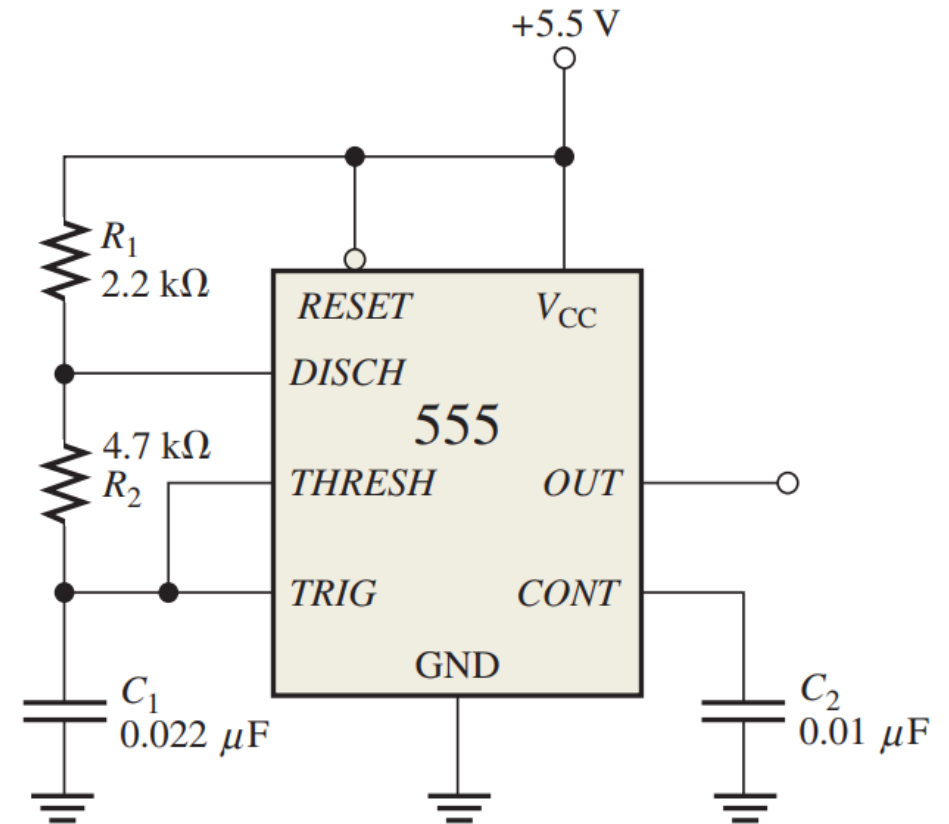 +5.5 V
R1
2.2 kΩ
RESET
VCC
DISCH
555
4.7 kΩ
R2
THRESH
OUT
TRIG
CONT
GND
C1
0.022 μF
C2
0.01 μF